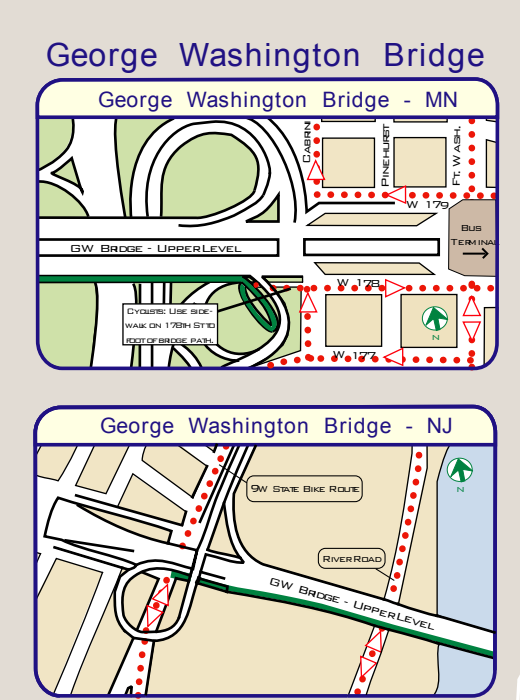 George Washington Bridge
George Washington Bridge - MN
CABRNI
PINEHURST
FT. WASH.
W 179
BUS
TERMINAL
GW BRIDGE - UPPER LEVEL
W 178
CYCLISTS: USE SIDE-
WALK ON 178TH ST TO
FOOT OF BRIDGE PATH.
N
W 177
George Washington Bridge - NJ
9W STATE BIKE ROUTE
N
RIVER ROAD
GW BRIDGE - UPPER LEVEL